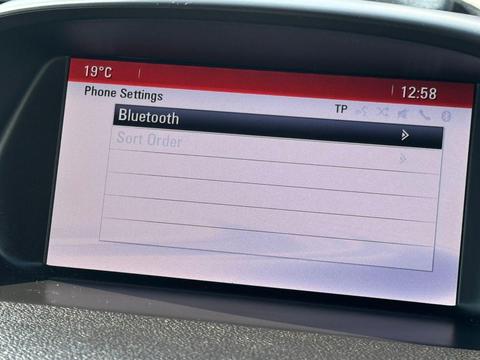 19°C
12:58
Phone Settings
TP
Bluetooth
Sort Order